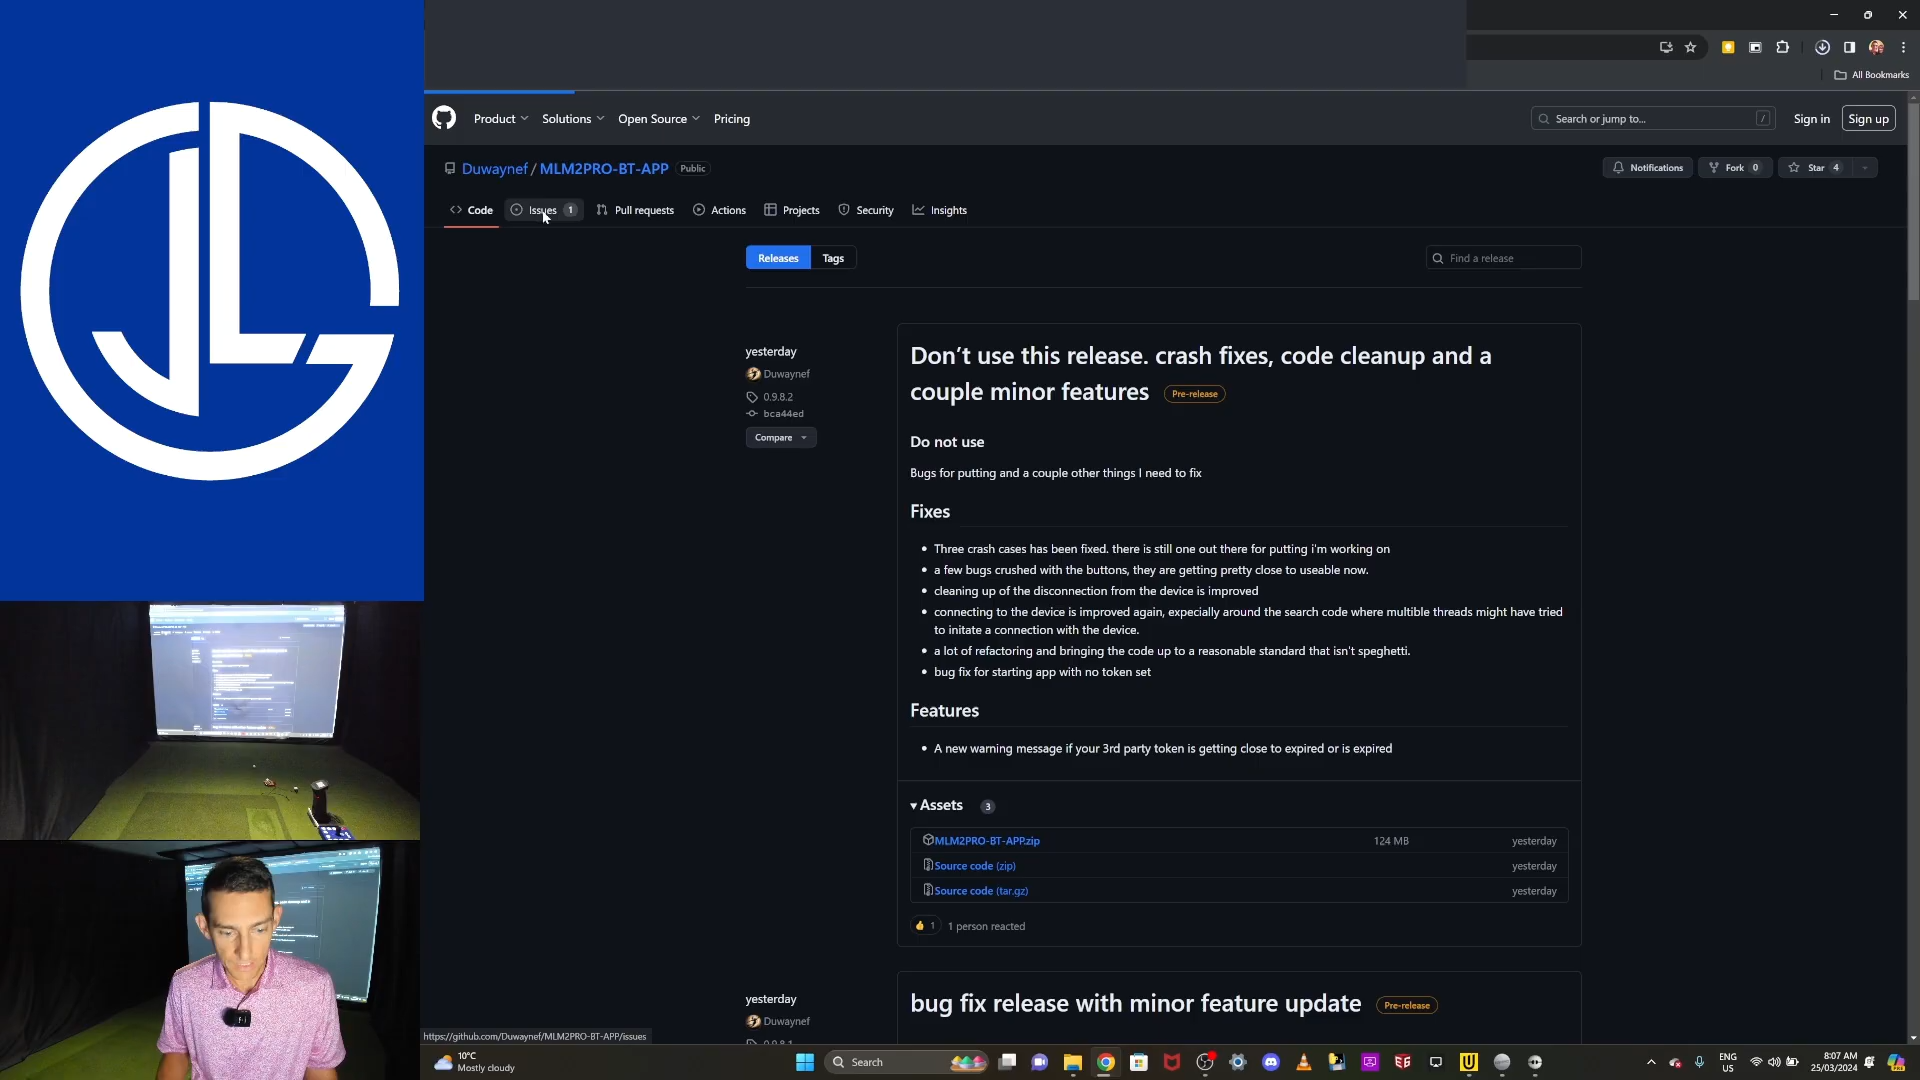 All Bookmarks
Product
Solutions
Open Source
Pricing
Search or jump to...
/
Sign in
Sign up
Duwaynef / MLM2PRO-BT-APP
Public
Notifications
Fork 0
Star 4
Code
Issues 1
Pull requests
Actions
Projects
Security
Insights
Releases
Tags
Find a release
yesterday
Duwaynef
0.9.8.2
bca44ed
Compare
Don’t use this release. crash fixes, code cleanup and a
couple minor features
Pre-release
Do not use
Bugs for putting and a couple other things I need to fix
Fixes
Three crash cases has been fixed. there is still one out there for putting i'm working on
a few bugs crushed with the buttons, they are getting pretty close to useable now.
cleaning up of the disconnection from the device is improved
connecting to the device is improved again, expecially around the search code where multiple threads might have tried
to initate a connection with the device.
a lot of refactoring and bringing the code up to a reasonable standard that isn't speghetti.
bug fix for starting app with no token set
Features
A new warning message if your 3rd party token is getting close to expired or is expired
Assets 3
MLM2PRO-BT-APP.zip 124 MB yesterday
Source code (zip) yesterday
Source code (tar.gz) yesterday
1
1 person reacted
yesterday
Duwaynef
bug fix release with minor feature update
Pre-release
https://github.com/Duwaynef/MLM2PRO-BT-APP/issues
10°C
Mostly cloudy
Search
ENG
US
8:07 AM
25/03/2024